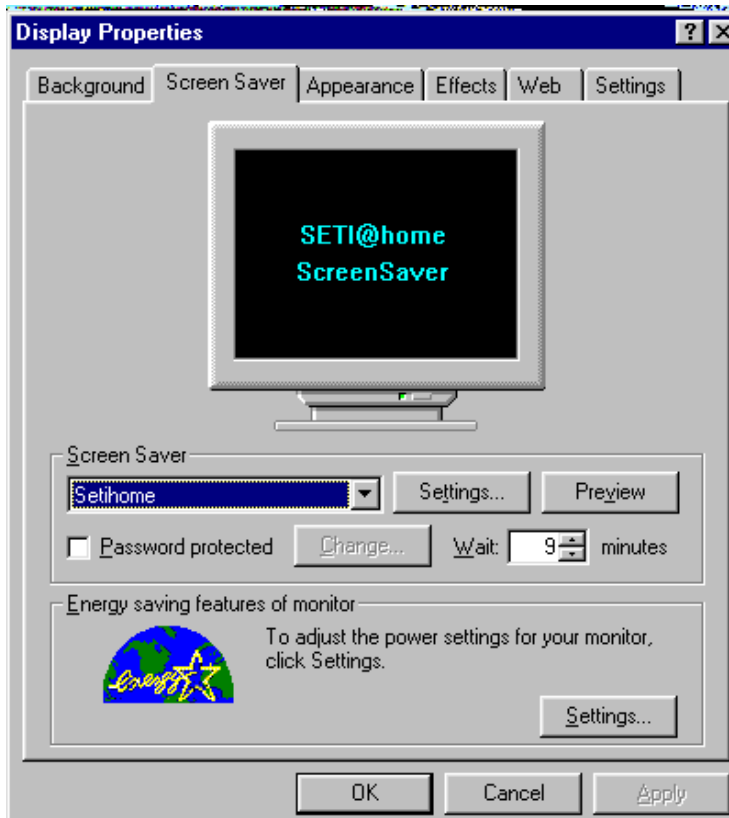 Display Properties
?
Background Screen Saver Appearance Effects Web Settings
SETI@home
ScreenSaver
Screen Saver
Setihome Settings... Preview
Password protected Change... Wait: 9 minutes
Energy saving features of monitor
To adjust the power settings for your monitor,
click Settings.
energy
Settings...
OK Cancel Apply